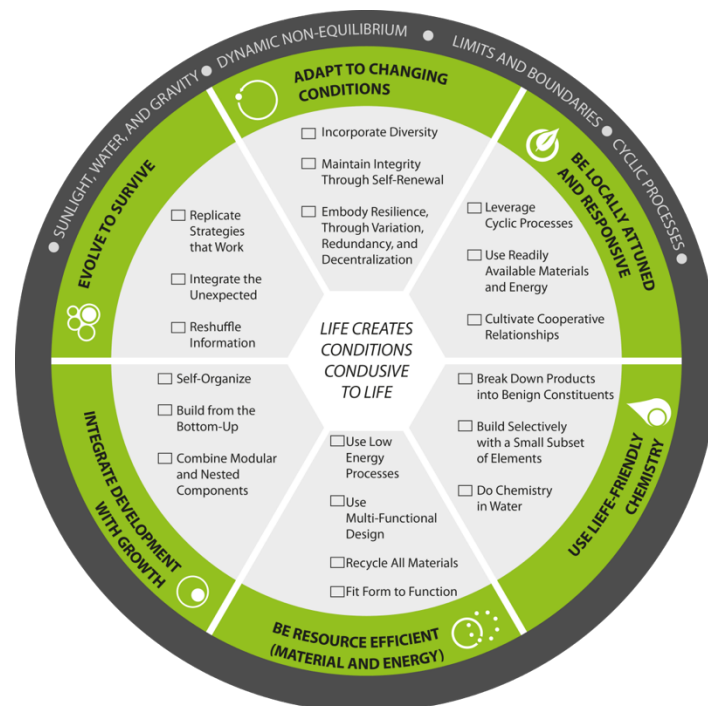 SUNLIGHT, WATER, AND GRAVITY
DYNAMIC NON-EQUILIBRIUM
LIMITS AND BOUNDARIES
CYCLIC PROCESSES
ADAPT TO CHANGING
CONDITIONS
Incorporate Diversity
Maintain Integrity
Through Self-Renewal
Embody Resilience,
Through Variation,
Redundancy, and
Decentralization
BE LOCALLY ATTUNED
AND RESPONSIVE
Leverage
Cyclic Processes
Use Readily
Available Materials
and Energy
Cultivate Cooperative
Relationships
USE LIEFE-FRIENDLY
CHEMISTRY
Break Down Products
into Benign Constituents
Build Selectively
with a Small Subset
of Elements
Do Chemistry
in Water
BE RESOURCE EFFICIENT
(MATERIAL AND ENERGY)
Use Low
Energy
Processes
Use
Multi-Functional
Design
Recycle All Materials
Fit Form to Function
INTEGRATE DEVELOPMENT
WITH GROWTH
Self-Organize
Build from the
Bottom-Up
Combine Modular
and Nested
Components
EVOLVE TO SURVIVE
Replicate
Strategies
that Work
Integrate the
Unexpected
Reshuffle
Information
LIFE CREATES
CONDITIONS
CONDUSIVE
TO LIFE